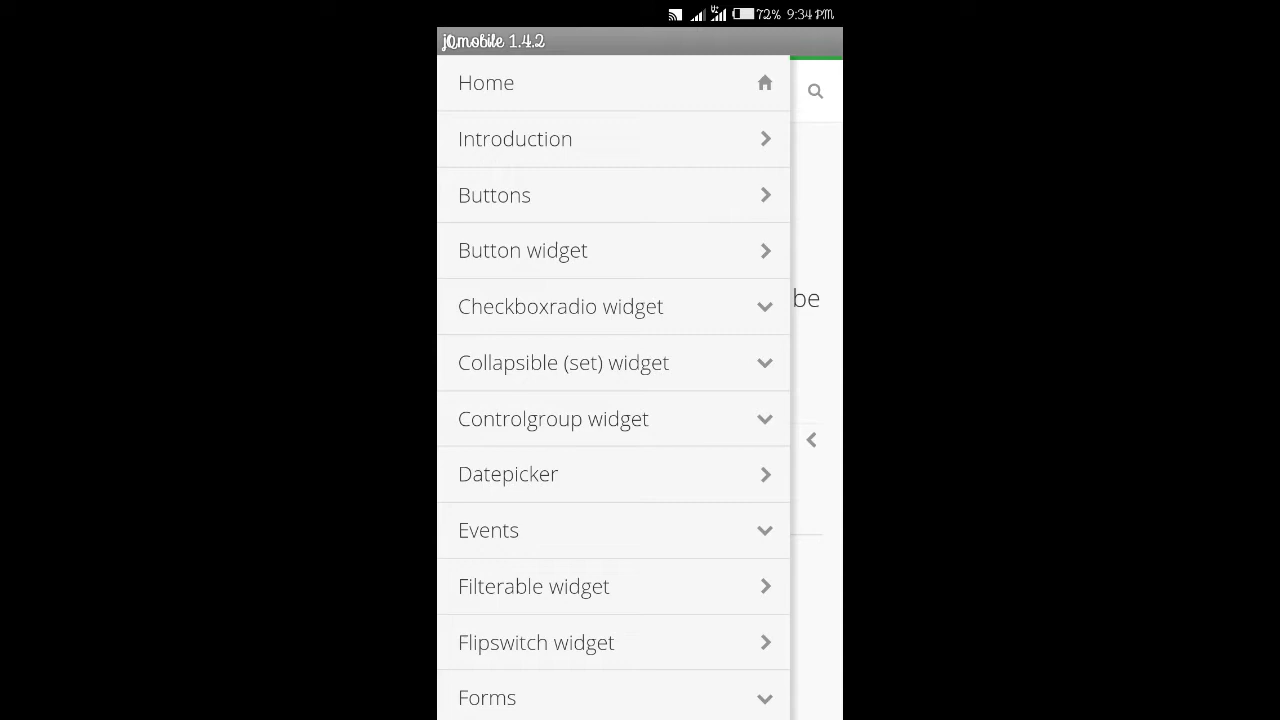 72% 9:34 PM
jQmobile 1.4.2
Home
Introduction
Buttons
Button widget
Checkboxradio widget
be
Collapsible (set) widget
Controlgroup widget
Datepicker
Events
Filterable widget
Flipswitch widget
Forms